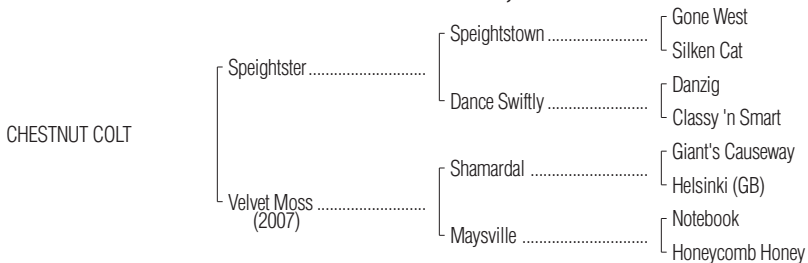 Gone West
Speightstown
Silken Cat
Speightster
Danzig
Dance Swiftly
Classy 'n Smart
CHESTNUT COLT
Giant's Causeway
Shamardal
Helsinki (GB)
Velvet Moss
(2007)
Notebook
Maysville
Honeycomb Honey